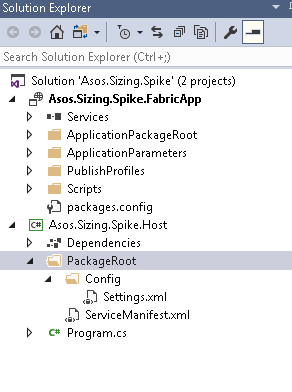 Solution Explorer
Search Solution Explorer (Ctrl+;)
Solution 'Asos.Sizing.Spike' (2 projects)
Asos.Sizing.Spike.FabricApp
Services
ApplicationPackageRoot
ApplicationParameters
PublishProfiles
Scripts
packages.config
C# Asos.Sizing.Spike.Host
Dependencies
PackageRoot
Config
Settings.xml
ServiceManifest.xml
C# Program.cs